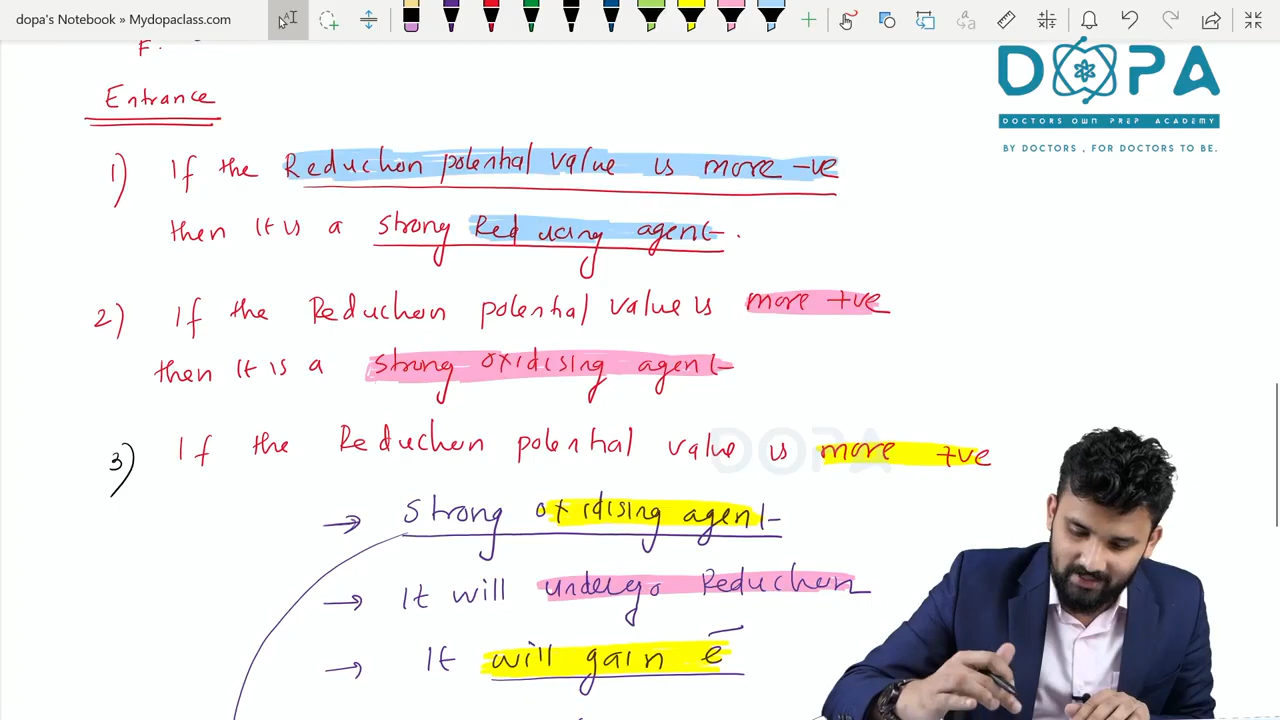 dopa's Notebook » Mydopaclass.com
F.
Entrance
DOPA
DOCTORS OWN PREP ACADEMY
BY DOCTORS , FOR DOCTORS TO BE.
1) If the Reduction potential value is more -ve
then it is a strong Reducing agent.
2) If the Reduction potential value is more +ve
then it is a strong oxidising agent
3) If the Reduction potential value is more +ve
DOPA
→ strong oxidising agent
→ It will undergo Reduction
→ It will gain e̅